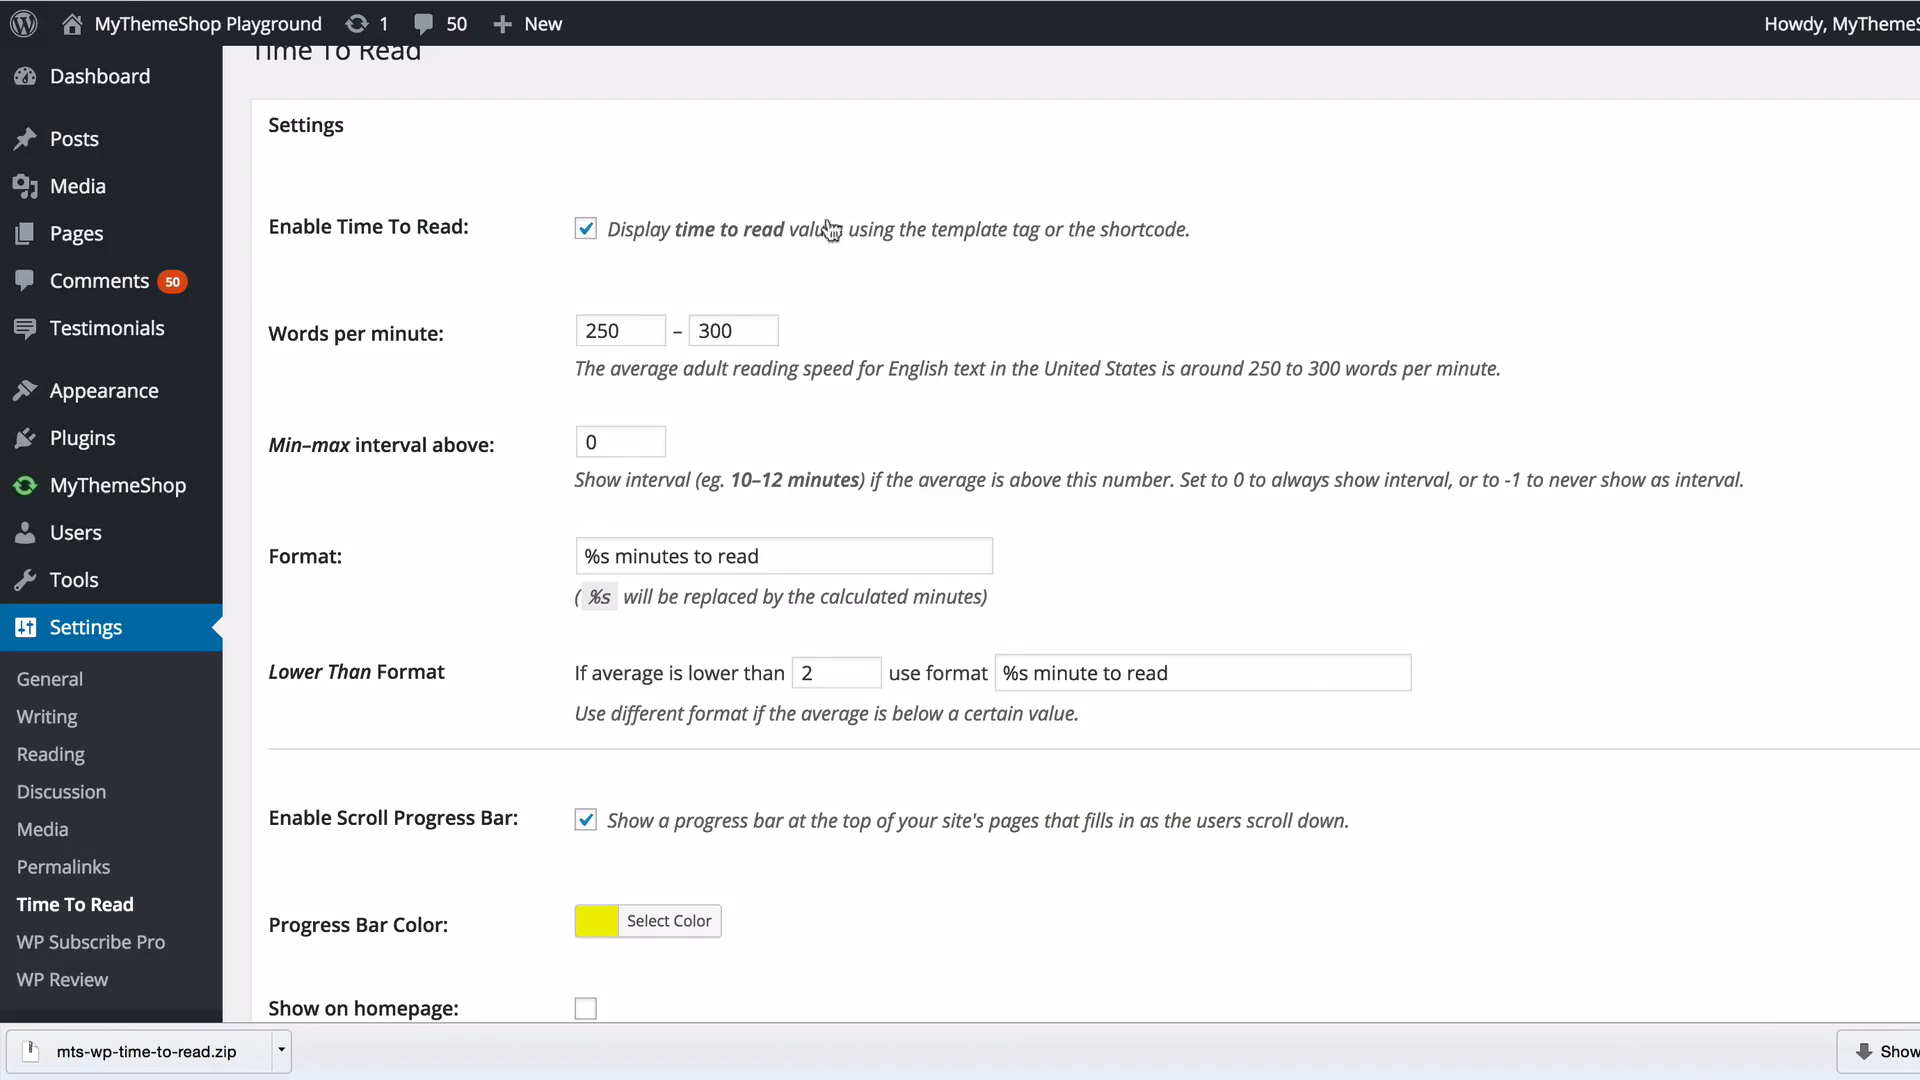 MyThemeShop Playground 1 50 New Howdy, MyThemeS
Time To Read
Dashboard
Posts
Media
Pages
Comments 50
Testimonials
Appearance
Plugins
MyThemeShop
Users
Tools
Settings
General
Writing
Reading
Discussion
Media
Permalinks
Time To Read
WP Subscribe Pro
WP Review
Settings
Enable Time To Read: Display time to read values using the template tag or the shortcode.
Words per minute: 250 – 300
The average adult reading speed for English text in the United States is around 250 to 300 words per minute.
Min–max interval above: 0
Show interval (eg. 10–12 minutes) if the average is above this number. Set to 0 to always show interval, or to -1 to never show as interval.
Format: %s minutes to read
( %s will be replaced by the calculated minutes)
Lower Than Format If average is lower than 2 use format %s minute to read
Use different format if the average is below a certain value.
Enable Scroll Progress Bar: Show a progress bar at the top of your site's pages that fills in as the users scroll down.
Progress Bar Color: Select Color
Show on homepage:
mts-wp-time-to-read.zip Show